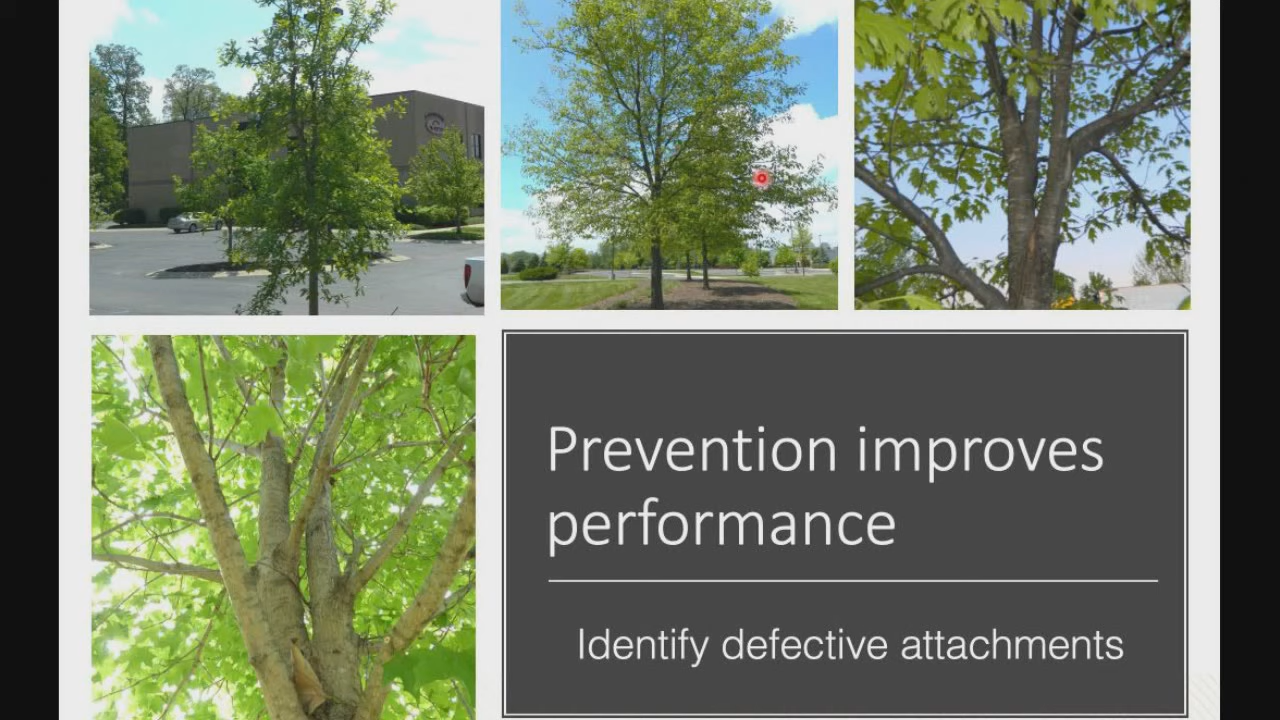 Prevention improves
performance
Identify defective attachments